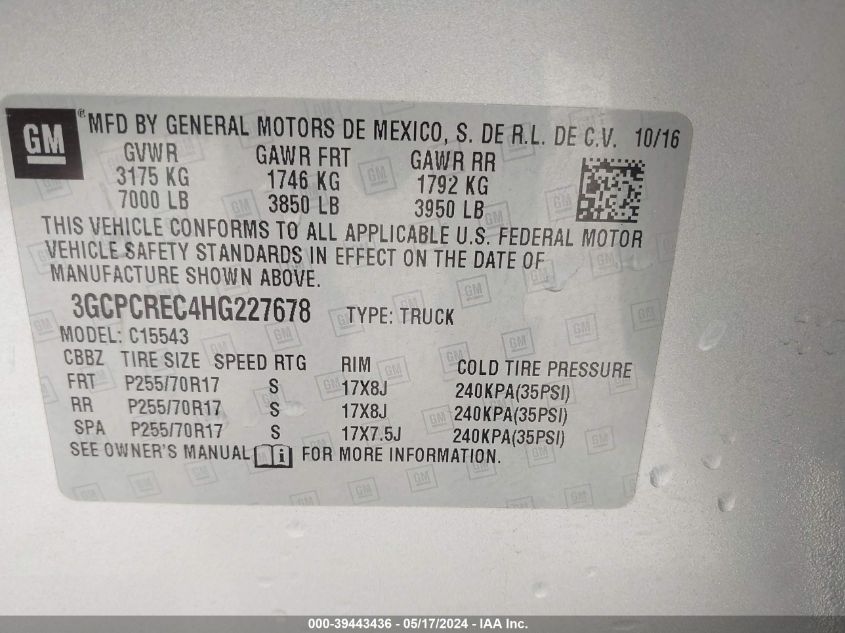 GM
® MFD BY GENERAL MOTORS DE MEXICO, S. DE R.L. DE C.V. 10/16
GVWR GAWR FRT GAWR RR
3175 KG 1746 KG 1792 KG
7000 LB 3850 LB 3950 LB
THIS VEHICLE CONFORMS TO ALL APPLICABLE U.S. FEDERAL MOTOR
VEHICLE SAFETY STANDARDS IN EFFECT ON THE DATE OF
MANUFACTURE SHOWN ABOVE.
3GCPCREC4HG227678 TYPE: TRUCK
MODEL: C15543
CBBZ TIRE SIZE SPEED RTG RIM COLD TIRE PRESSURE
FRT P255/70R17 S 17X8J 240KPA(35PSI)
RR P255/70R17 S 17X8J 240KPA(35PSI)
SPA P255/70R17 S 17X7.5J 240KPA(35PSI)
SEE OWNER'S MANUAL i FOR MORE INFORMATION.
000-39443436 - 05/17/2024 - IAA Inc.